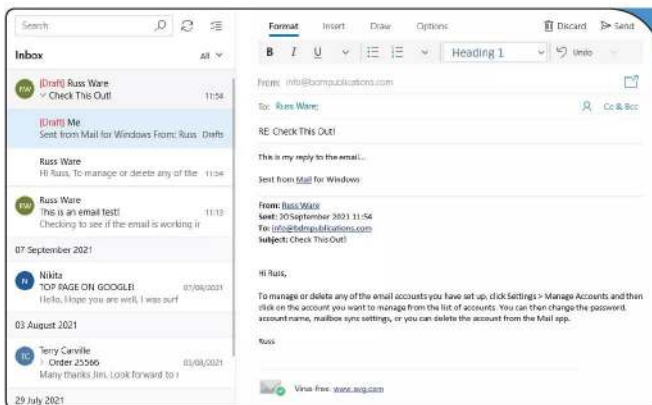 Search
Inbox
All
RW
[Draft] Russ Ware
Check This Out!
11:54
[Draft] Me
Sent from Mail for Windows From: Russ
Drafts
Russ Ware
Hi Russ, To manage or delete any of the
11:54
RW
Russ Ware
This is an email test!
11:13
Checking to see if the email is working ir
07 September 2021
N
Nikita
TOP PAGE ON GOOGLE!
07/09/2021
Hello, Hope you are well, I was surf
03 August 2021
TC
Terry Carville
Order 25566
03/08/2021
Many thanks Jim. Look forward to r
29 July 2021
Format Insert Draw Options
Discard Send
B I U Heading 1 Undo
From: info@bdmpublications.com
To: Russ Ware;
Cc & Bcc
RE: Check This Out!
This is my reply to the email...
Sent from Mail for Windows
From: Russ Ware
Sent: 20 September 2021 11:54
To: info@bdmpublications.com
Subject: Check This Out!
Hi Russ,
To manage or delete any of the email accounts you have set up, click Settings > Manage Accounts and then
click on the account you want to manage from the list of accounts. You can then change the password,
account name, mailbox sync settings, or you can delete the account from the Mail app.
Russ
Virus-free. www.avg.com